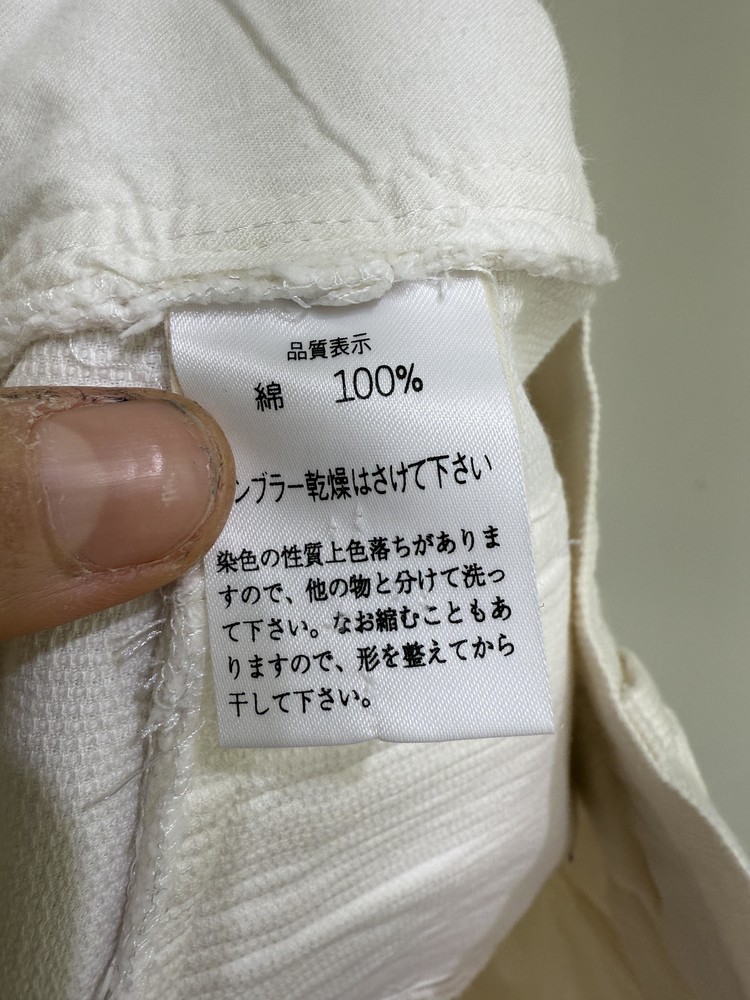 品質表示
綿 100%
ンブラー乾燥はさけて下さい
染色の性質上色落ちがありま
すので、他の物と分けて洗っ
て下さい。なお縮むこともあ
りますので、形を整えてから
干して下さい。